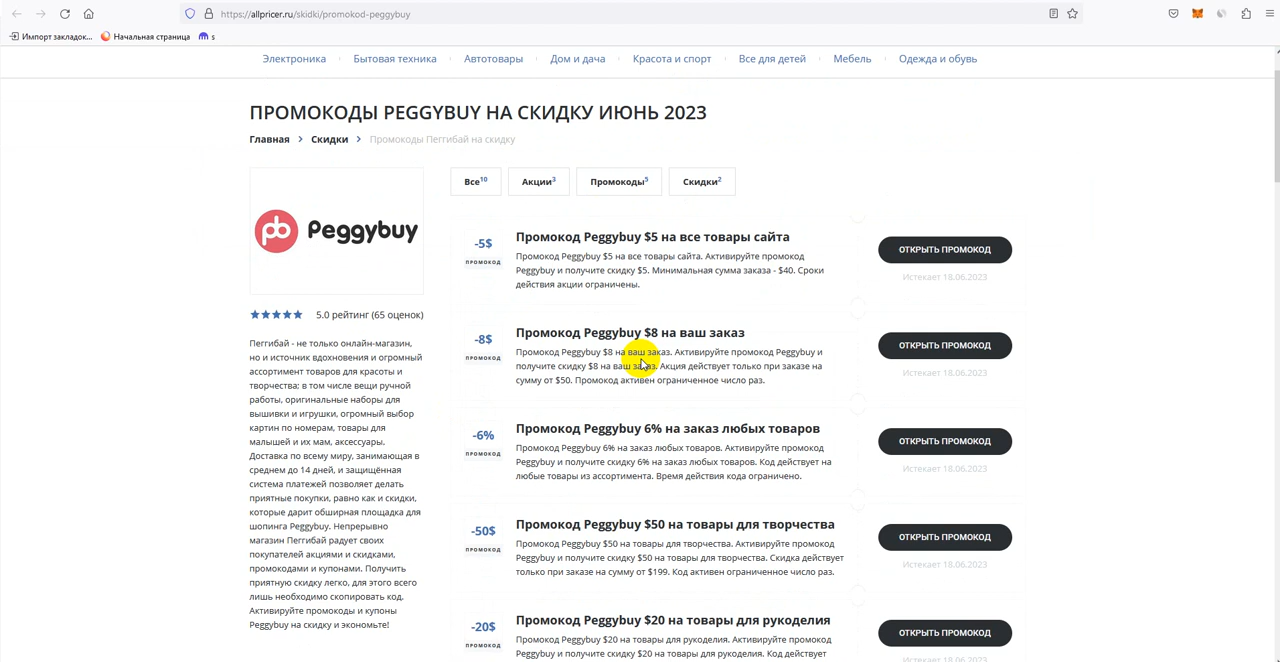 https://allpricer.ru/skidki/promokod-peggybuy
Импорт закладок...
Начальная страница
s
Электроника
Бытовая техника
Автотовары
Дом и дача
Красота и спорт
Все для детей
Мебель
Одежда и обувь
ПРОМОКОДЫ PEGGYBUY НА СКИДКУ ИЮНЬ 2023
Главная > Скидки > Промокоды Пеггибай на скидку
pb Peggybuy
5.0 рейтинг (65 оценок)
Пеггибай - не только онлайн-магазин,
но и источник вдохновения и огромный
ассортимент товаров для красоты и
творчества; в том числе вещи ручной
работы, оригинальные наборы для
вышивки и игрушки, огромный выбор
картин по номерам, товары для
малышей и их мам, аксессуары.
Доставка по всему миру, занимающая в
среднем до 14 дней, и защищённая
система платежей позволяет делать
приятные покупки, равно как и скидки,
которые дарит обширная площадка для
шопинга Peggybuy. Непрерывно
магазин Пеггибай радует своих
покупателей акциями и скидками,
промокодами и купонами. Получить
приятную скидку легко, для этого всего
лишь необходимо скопировать код.
Активируйте промокоды и купоны
Peggybuy на скидку и экономьте!
Все10
Акции3
Промокоды5
Скидки2
-5$
ПРОМОКОД
Промокод Peggybuy $5 на все товары сайта
Промокод Peggybuy $5 на все товары сайта. Активируйте промокод
Peggybuy и получите скидку $5. Минимальная сумма заказа - $40. Сроки
действия акции ограничены.
ОТКРЫТЬ ПРОМОКОД
Истекает 18.06.2023
-8$
ПРОМОКОД
Промокод Peggybuy $8 на ваш заказ
Промокод Peggybuy $8 на ваш заказ. Активируйте промокод Peggybuy и
получите скидку $8 на ваш заказ. Акция действует только при заказе на
сумму от $50. Промокод активен ограниченное число раз.
ОТКРЫТЬ ПРОМОКОД
Истекает 18.06.2023
-6%
ПРОМОКОД
Промокод Peggybuy 6% на заказ любых товаров
Промокод Peggybuy 6% на заказ любых товаров. Активируйте промокод
Peggybuy и получите скидку 6% на заказ любых товаров. Код действует на
любые товары из ассортимента. Время действия кода ограничено.
ОТКРЫТЬ ПРОМОКОД
Истекает 18.06.2023
-50$
ПРОМОКОД
Промокод Peggybuy $50 на товары для творчества
Промокод Peggybuy $50 на товары для творчества. Активируйте промокод
Peggybuy и получите скидку $50 на товары для творчества. Скидка действует
только при заказе на сумму от $199. Код активен ограниченное число раз.
ОТКРЫТЬ ПРОМОКОД
Истекает 18.06.2023
-20$
ПРОМОКОД
Промокод Peggybuy $20 на товары для рукоделия
Промокод Peggybuy $20 на товары для рукоделия. Активируйте промокод
Peggybuy и получите скидку $20 на товары для рукоделия. Код действует
ОТКРЫТЬ ПРОМОКОД
Истекает 18.06.2023